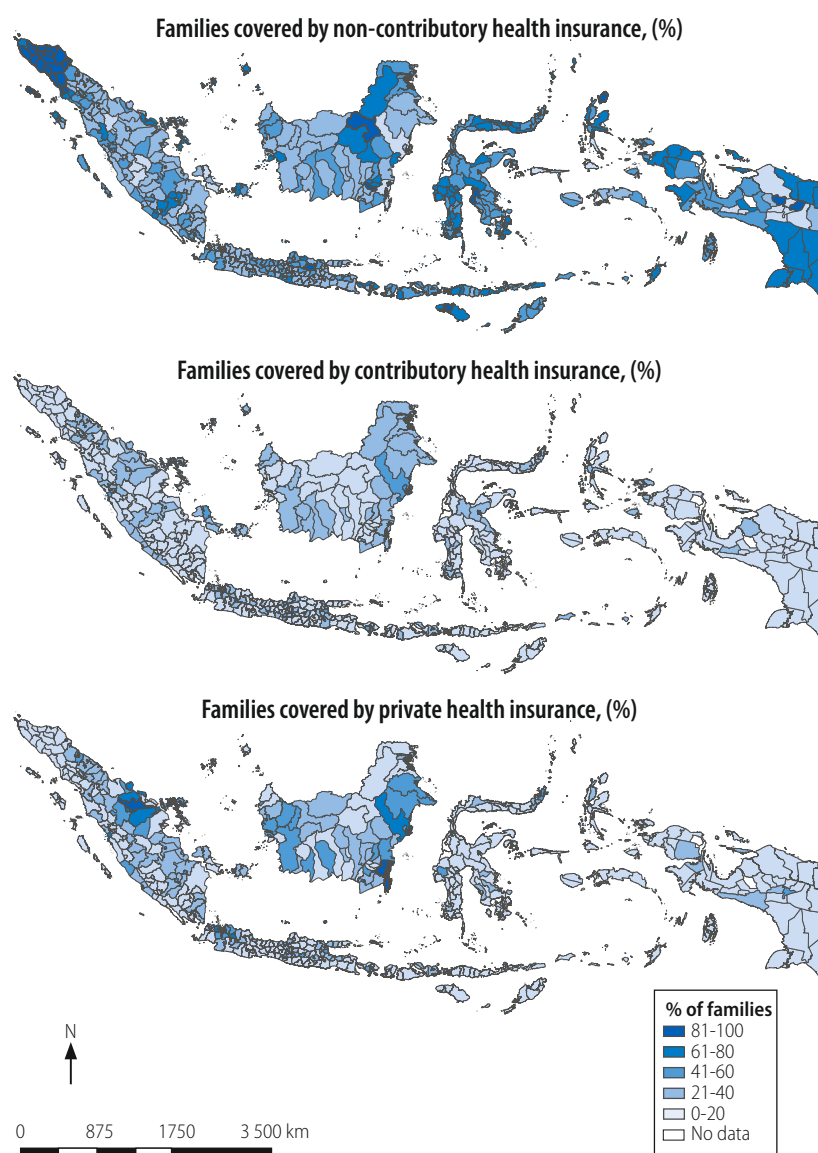 Families covered by non-contributory health insurance, (%)
Families covered by contributory health insurance, (%)
Families covered by private health insurance, (%)
% of families
81-100
61-80
41-60
21-40
0-20
No data
N
0 875 1750 3 500 km